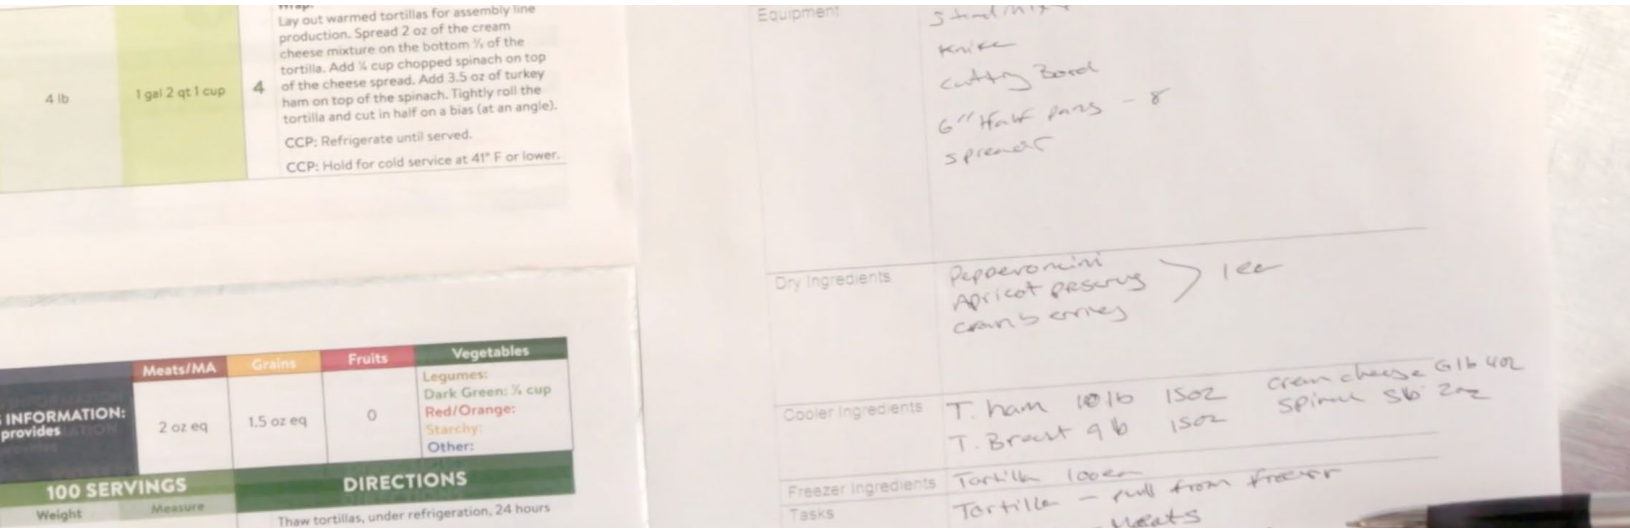 Lay out warmed tortillas for assembly line
production. Spread 2 oz of the cream
cheese mixture on the bottom ⅓ of the
tortilla. Add ¼ cup chopped spinach on top
of the cheese spread. Add 3.5 oz of turkey
ham on top of the spinach. Tightly roll the
tortilla and cut in half on a bias (at an angle).
4 lb
1 gal 2 qt 1 cup
4
CCP: Refrigerate until served.
CCP: Hold for cold service at 41° F or lower.
INFORMATION:
provides
Meats/MA
Grains
Fruits
Vegetables
2 oz eq
1.5 oz eq
0
Legumes:
Dark Green: cup
Red/Orange:
Starchy:
Other:
100 SERVINGS
DIRECTIONS
Weight
Measure
Thaw tortillas, under refrigeration, 24 hours
Equipment
Knife
Cutting Bord
6" Half pans - 8
spreader
Dry Ingredients
Pepperoncini
Apricot
cranberries
1 ea
Cooler Ingredients
T. ham 10 lb 15oz
cream cheese 6 lb 4oz
T. Breast 9 lb 15oz
5lb 2oz
Freezer Ingredients
Tortilla 100ea
Tasks
Tortilla - pull from freezer
Meats